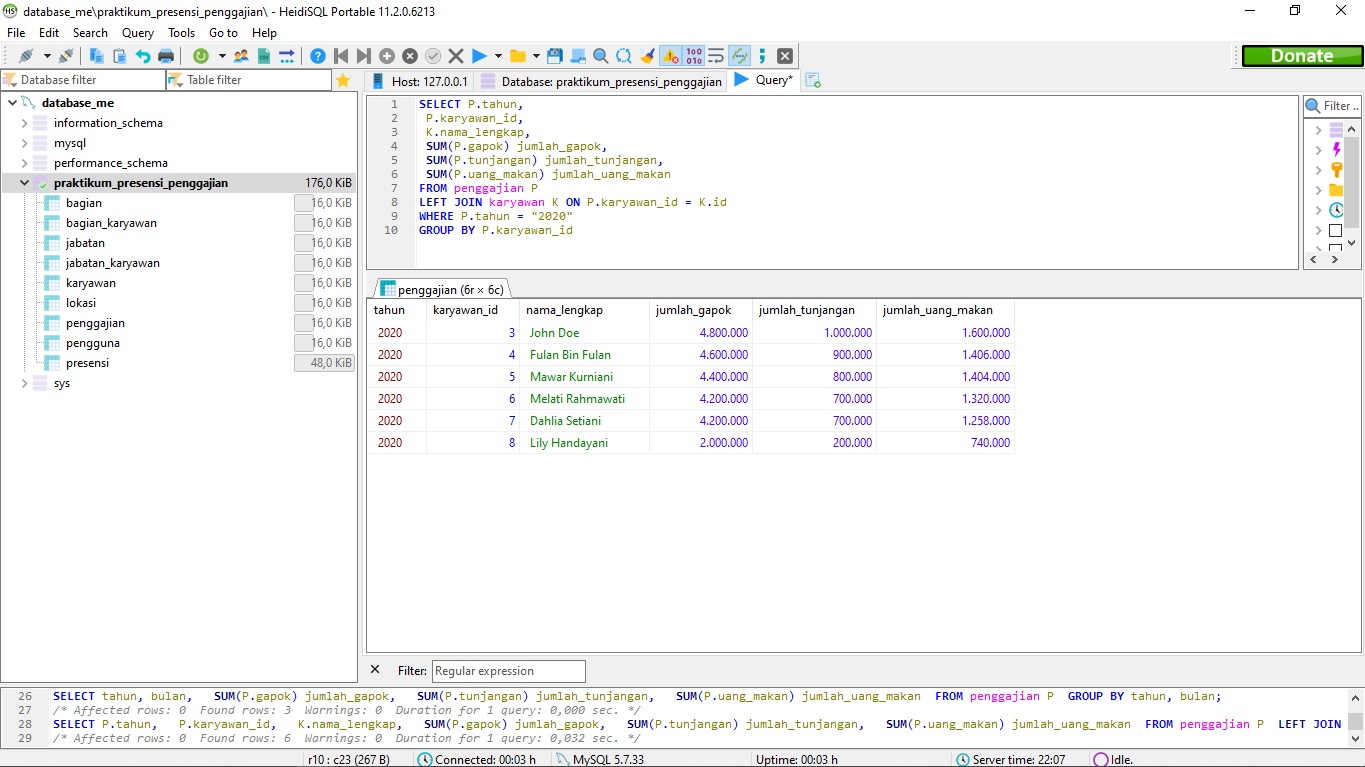 database_me\praktikum_presensi_penggajian\ - HeidiSQL Portable 11.2.0.6213
File Edit Search Query Tools Go to Help
Donate
Database filter Table filter
Host: 127.0.0.1 Database: praktikum_presensi_penggajian Query*
database_me
information_schema
mysql
performance_schema
praktikum_presensi_penggajian 176,0 KiB
bagian 16,0 KiB
bagian_karyawan 16,0 KiB
jabatan 16,0 KiB
jabatan_karyawan 16,0 KiB
karyawan 16,0 KiB
lokasi 16,0 KiB
penggajian 16,0 KiB
pengguna 16,0 KiB
presensi 48,0 KiB
sys
1 SELECT P.tahun,
2 P.karyawan_id,
3 K.nama_lengkap,
4 SUM(P.gapok) jumlah_gapok,
5 SUM(P.tunjangan) jumlah_tunjangan,
6 SUM(P.uang_makan) jumlah_uang_makan
7 FROM penggajian P
8 LEFT JOIN karyawan K ON P.karyawan_id = K.id
9 WHERE P.tahun = "2020"
10 GROUP BY P.karyawan_id
Filter ..
penggajian (6r × 6c)
tahun karyawan_id nama_lengkap jumlah_gapok jumlah_tunjangan jumlah_uang_makan
2020 3 John Doe 4.800.000 1.000.000 1.600.000
2020 4 Fulan Bin Fulan 4.600.000 900.000 1.406.000
2020 5 Mawar Kurniani 4.400.000 800.000 1.404.000
2020 6 Melati Rahmawati 4.200.000 700.000 1.320.000
2020 7 Dahlia Setiani 4.200.000 700.000 1.258.000
2020 8 Lily Handayani 2.000.000 200.000 740.000
Filter: Regular expression
26 SELECT tahun, bulan, SUM(P.gapok) jumlah_gapok, SUM(P.tunjangan) jumlah_tunjangan, SUM(P.uang_makan) jumlah_uang_makan FROM penggajian P GROUP BY tahun, bulan;
27 /* Affected rows: 0 Found rows: 3 Warnings: 0 Duration for 1 query: 0,000 sec. */
28 SELECT P.tahun, P.karyawan_id, K.nama_lengkap, SUM(P.gapok) jumlah_gapok, SUM(P.tunjangan) jumlah_tunjangan, SUM(P.uang_makan) jumlah_uang_makan FROM penggajian P LEFT JOIN
29 /* Affected rows: 0 Found rows: 6 Warnings: 0 Duration for 1 query: 0,032 sec. */
r10 : c23 (267 B) Connected: 00:03 h MySQL 5.7.33 Uptime: 00:03 h Server time: 22:07 Idle.